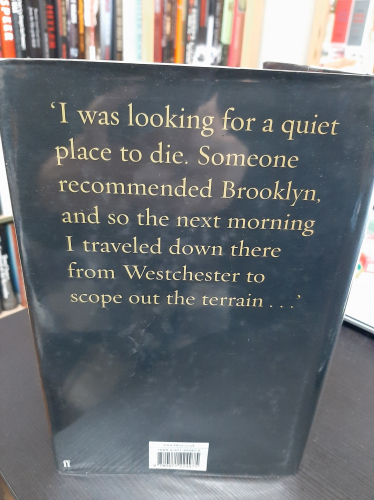 ‘I was looking for a quiet
place to die. Someone
recommended Brooklyn,
and so the next morning
I traveled down there
from Westchester to
scope out the terrain . . .’
ff